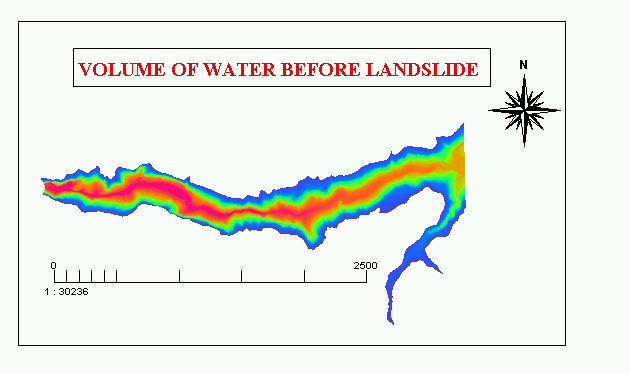 VOLUME OF WATER BEFORE LANDSLIDE
N
0 2500
1 : 30236